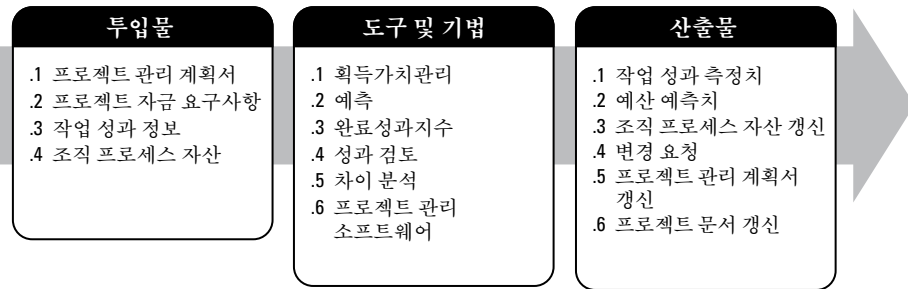 투입물
.1 프로젝트 관리 계획서
.2 프로젝트 자금 요구사항
.3 작업 성과 정보
.4 조직 프로세스 자산
도구 및 기법
.1 획득가치관리
.2 예측
.3 완료성과지수
.4 성과 검토
.5 차이 분석
.6 프로젝트 관리
소프트웨어
산출물
.1 작업 성과 측정치
.2 예산 예측치
.3 조직 프로세스 자산 갱신
.4 변경 요청
.5 프로젝트 관리 계획서
갱신
.6 프로젝트 문서 갱신